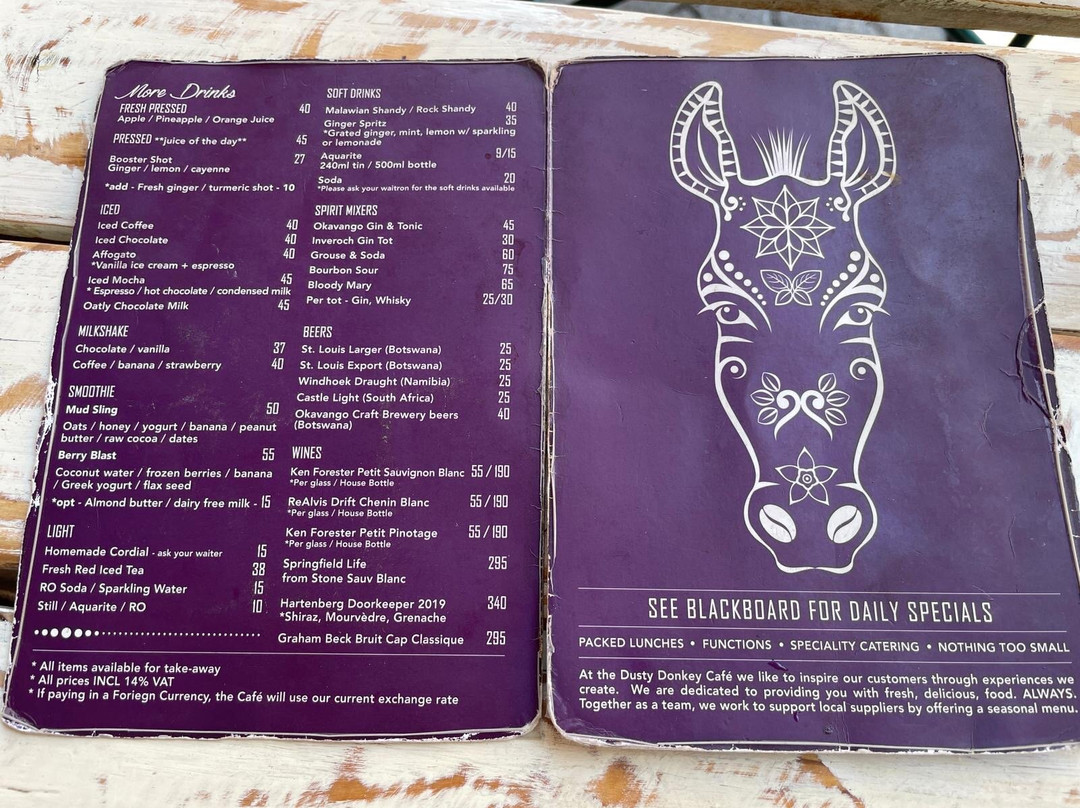 More Drinks
FRESH PRESSED 40
Apple / Pineapple / Orange Juice
PRESSED **juice of the day** 45
Booster Shot 27
Ginger / lemon / cayenne
*add - Fresh ginger / turmeric shot - 10
ICED
Iced Coffee 40
Iced Chocolate 40
Affogato 40
*Vanilla ice cream + espresso
Iced Mocha 45
* Espresso / hot chocolate / condensed milk
Oatly Chocolate Milk 45
MILKSHAKE
Chocolate / vanilla 37
Coffee / banana / strawberry 40
SMOOTHIE
Mud Sling 50
Oats / honey / yogurt / banana / peanut
butter / raw cocoa / dates
Berry Blast 55
Coconut water / frozen berries / banana
/ Greek yogurt / flax seed
*opt - Almond butter / dairy free milk - 15
LIGHT
Homemade Cordial - ask your waiter 15
Fresh Red Iced Tea 38
RO Soda / Sparkling Water 15
Still / Aquarite / RO 10
SOFT DRINKS
Malawian Shandy / Rock Shandy 40
Ginger Spritz 35
*Grated ginger, mint, lemon w/ sparkling
or lemonade
Aquarite 9/15
240ml tin / 500ml bottle
Soda 20
*Please ask your waitron for the soft drinks available
SPIRIT MIXERS
Okavango Gin & Tonic 45
Inveroch Gin Tot 30
Grouse & Soda 60
Bourbon Sour 75
Bloody Mary 65
Per tot - Gin, Whisky 25/30
BEERS
St. Louis Larger (Botswana) 25
St. Louis Export (Botswana) 25
Windhoek Draught (Namibia) 25
Castle Light (South Africa) 25
Okavango Craft Brewery beers 40
(Botswana)
WINES
Ken Forester Petit Sauvignon Blanc 55 / 190
*Per glass / House Bottle
ReAlvis Drift Chenin Blanc 55 / 190
*Per glass / House Bottle
Ken Forester Petit Pinotage 55 / 190
*Per glass / House Bottle
Springfield Life 295
from Stone Sauv Blanc
Hartenberg Doorkeeper 2019 340
*Shiraz, Mourvèdre, Grenache
Graham Beck Bruit Cap Classique 295
* All items available for take-away
* All prices INCL 14% VAT
* If paying in a Foriegn Currency, the Café will use our current exchange rate
SEE BLACKBOARD FOR DAILY SPECIALS
PACKED LUNCHES • FUNCTIONS • SPECIALITY CATERING • NOTHING TOO SMALL
At the Dusty Donkey Café we like to inspire our customers through experiences we
create. We are dedicated to providing you with fresh, delicious, food. ALWAYS.
Together as a team, we work to support local suppliers by offering a seasonal menu.